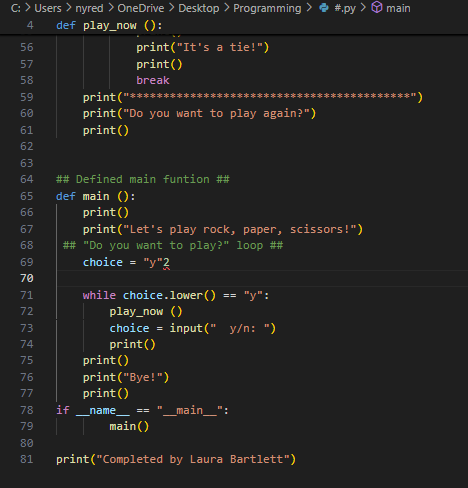 C: > Users > nyred > OneDrive > Desktop > Programming > #.py > main
4 def play_now ():
56 print("It's a tie!")
57 print()
58 break
59 print("******************************************")
60 print("Do you want to play again?")
61 print()
62
63
64 ## Defined main funtion ##
65 def main ():
66 print()
67 print("Let's play rock, paper, scissors!")
68 ## "Do you want to play?" loop ##
69 choice = "y"2
70
71 while choice.lower() == "y":
72 play_now ()
73 choice = input("  y/n: ")
74 print()
75 print()
76 print("Bye!")
77 print()
78 if __name__ == "__main__":
79 main()
80
81 print("Completed by Laura Bartlett")